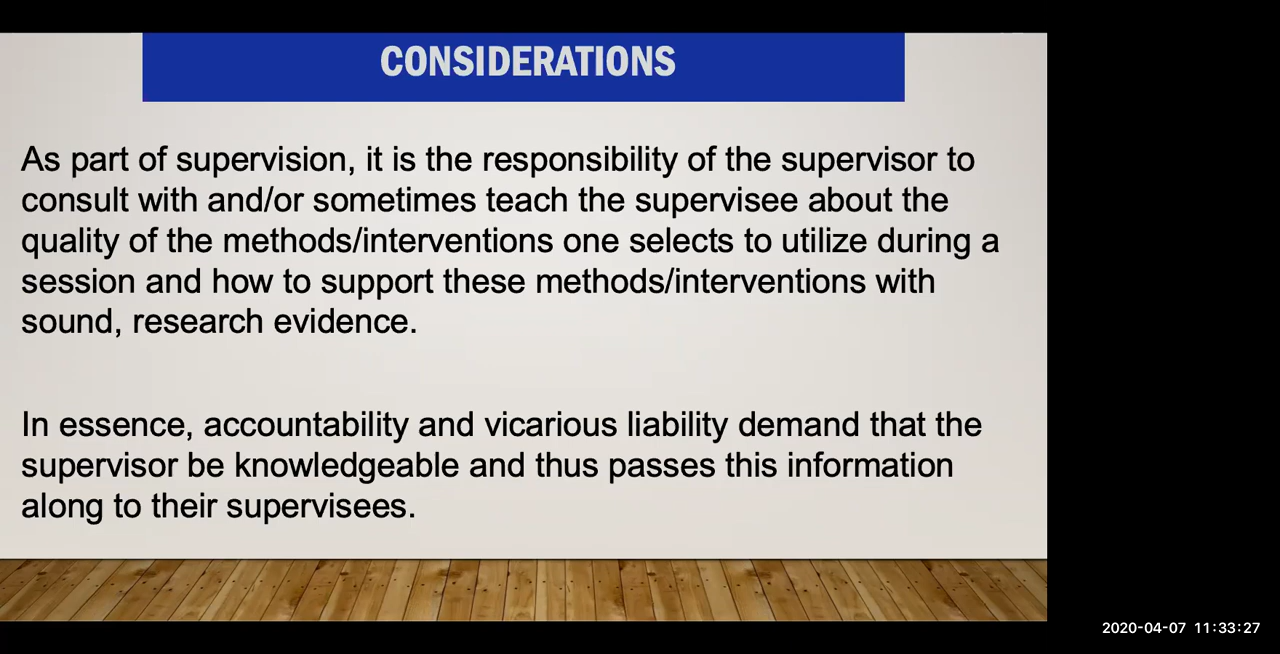 CONSIDERATIONS
As part of supervision, it is the responsibility of the supervisor to
consult with and/or sometimes teach the supervisee about the
quality of the methods/interventions one selects to utilize during a
session and how to support these methods/interventions with
sound, research evidence.
In essence, accountability and vicarious liability demand that the
supervisor be knowledgeable and thus passes this information
along to their supervisees.
2020-04-07 11:33:27